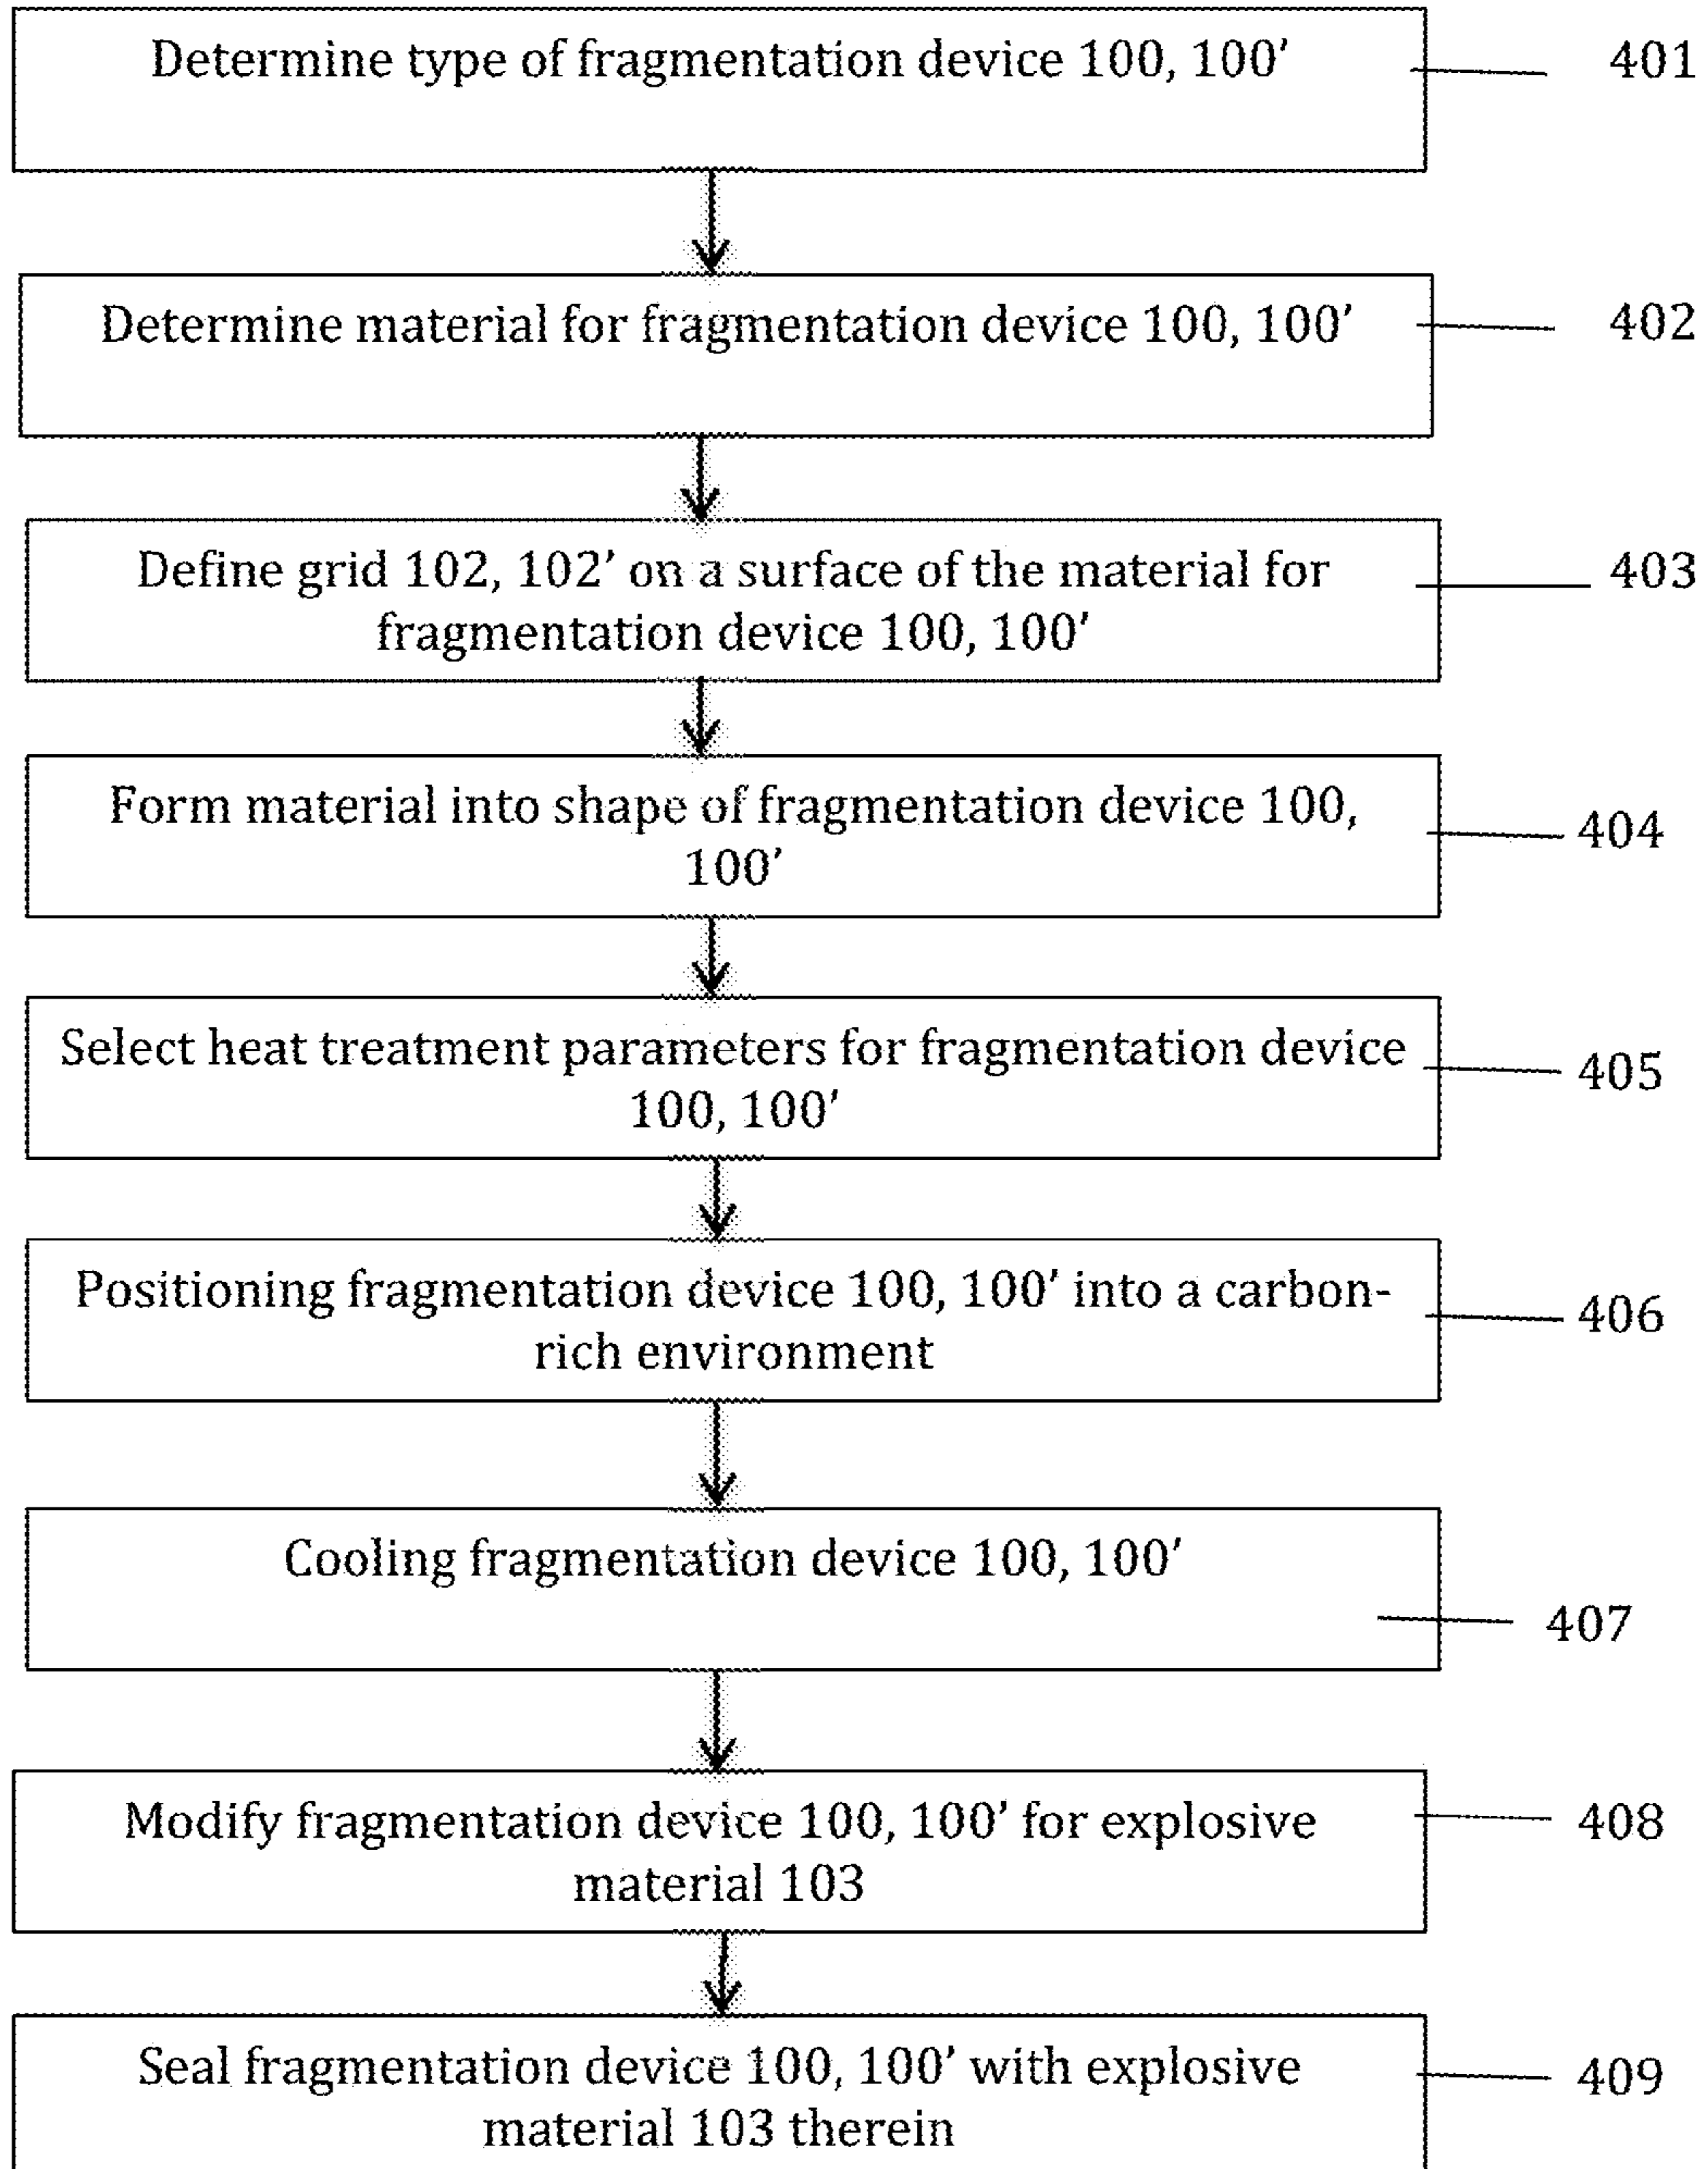 Determine type of fragmentation device 100, 100’
401
Determine material for fragmentation device 100, 100’
402
Define grid 102, 102’ on a surface of the material for
fragmentation device 100, 100’
403
Form material into shape of fragmentation device 100,
100’
404
Select heat treatment parameters for fragmentation device
100, 100’
405
Positioning fragmentation device 100, 100’ into a carbon-
rich environment
406
Cooling fragmentation device 100, 100’
407
Modify fragmentation device 100, 100’ for explosive
material 103
408
Seal fragmentation device 100, 100’ with explosive
material 103 therein
409